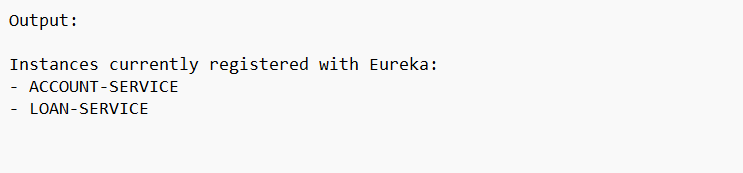 Output:
Instances currently registered with Eureka:
- ACCOUNT-SERVICE
- LOAN-SERVICE